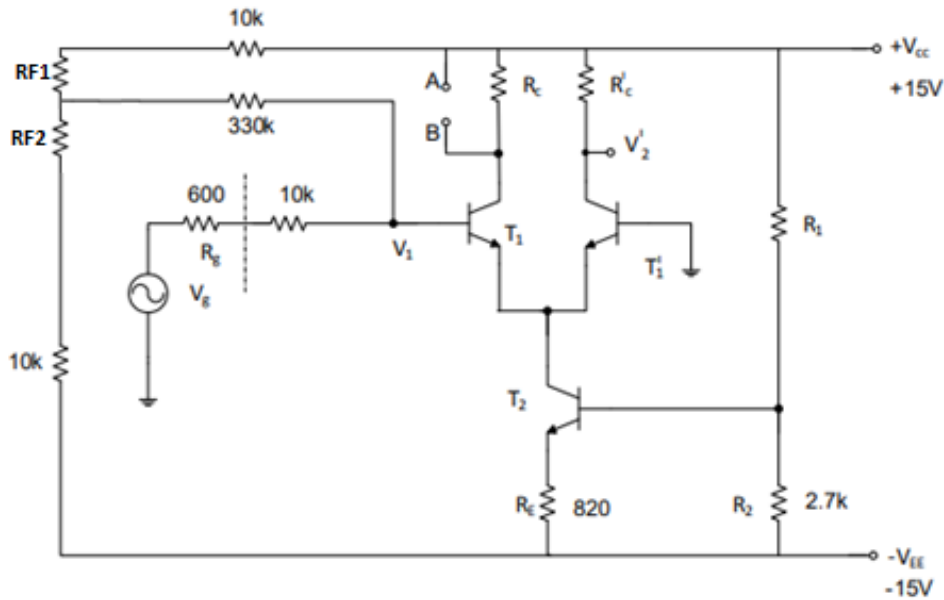 10k
RF1
RF2
330k
A
B
Rc
R'c
V'2
+Vcc
+15V
600
10k
Rg
Vg
V1
T1
T'1
R1
10k
T2
RE
820
R2
2.7k
-VEE
-15V